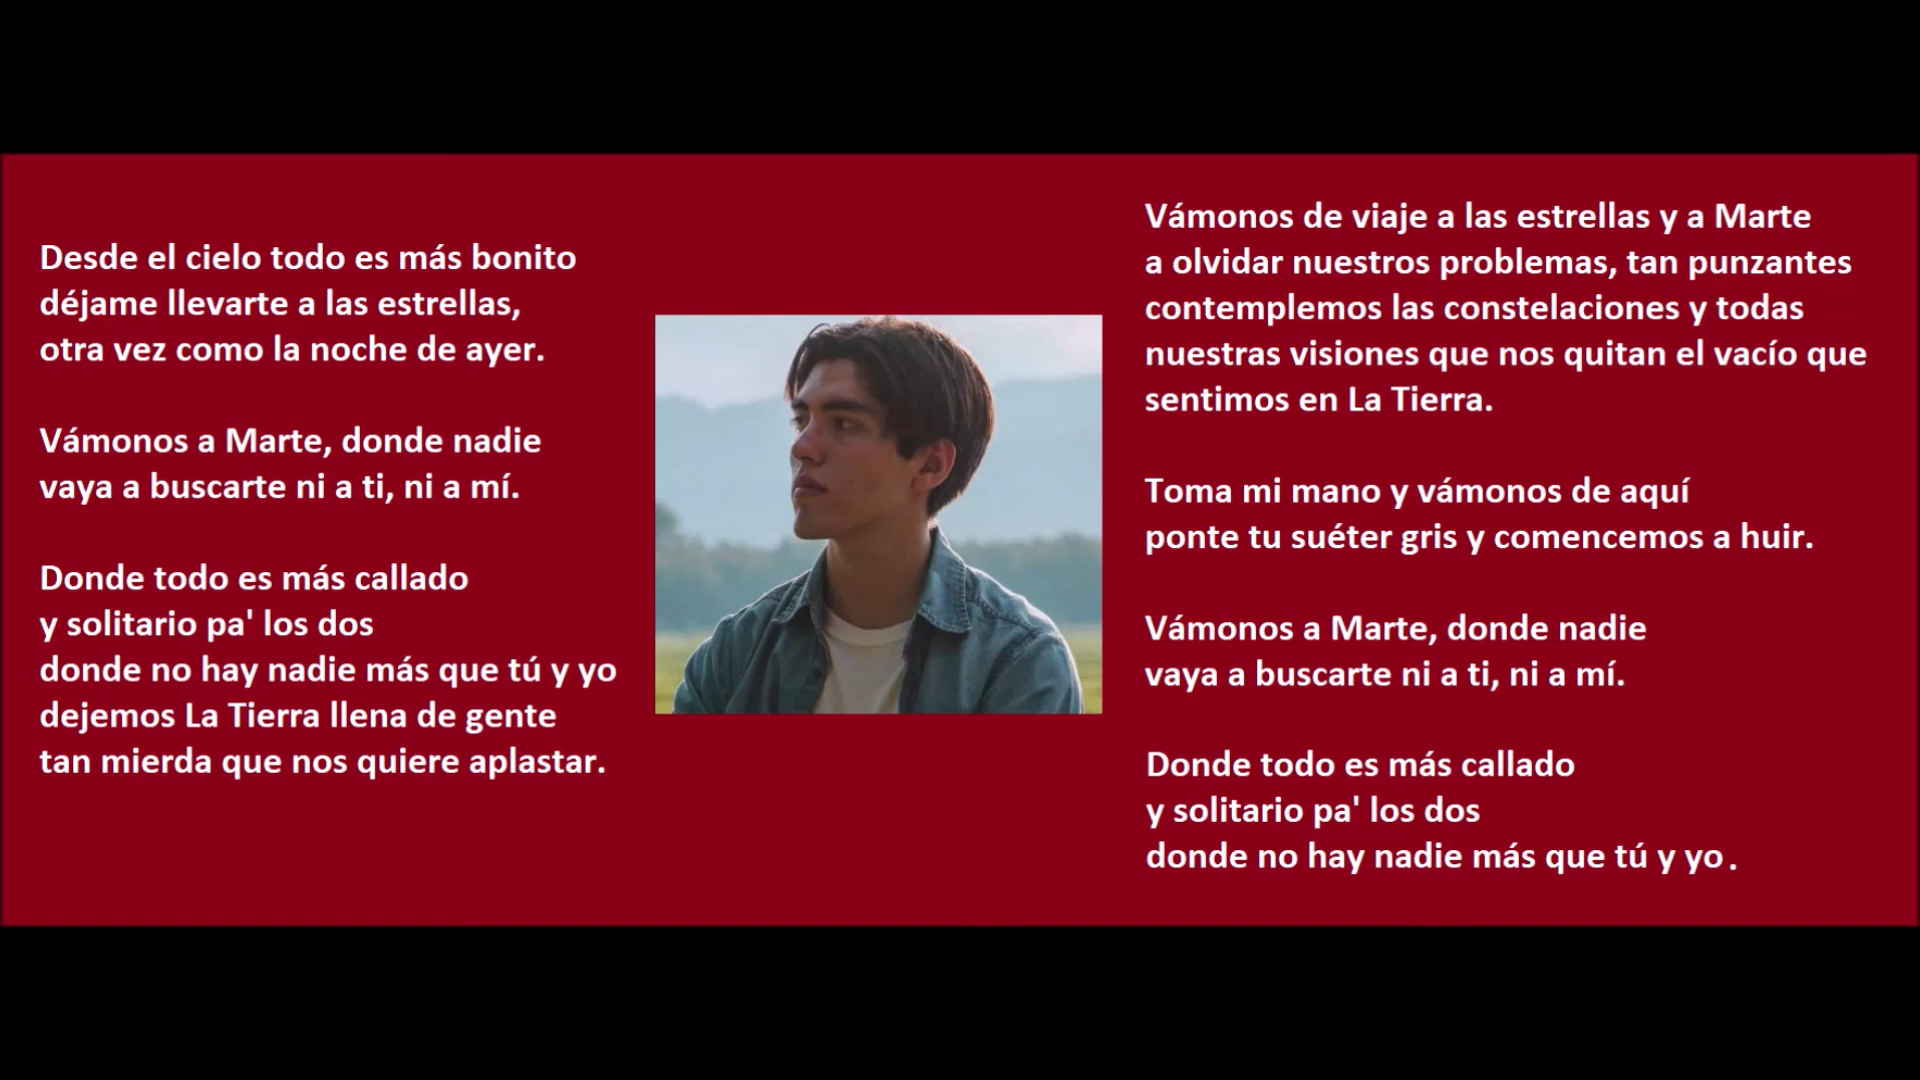 Desde el cielo todo es más bonito
déjame llevarte a las estrellas,
otra vez como la noche de ayer.
Vámonos a Marte, donde nadie
vaya a buscarte ni a ti, ni a mí.
Donde todo es más callado
y solitario pa' los dos
donde no hay nadie más que tú y yo
dejemos La Tierra llena de gente
tan mierda que nos quiere aplastar.
Vámonos de viaje a las estrellas y a Marte
a olvidar nuestros problemas, tan punzantes
contemplemos las constelaciones y todas
nuestras visiones que nos quitan el vacío que
sentimos en La Tierra.
Toma mi mano y vámonos de aquí
ponte tu suéter gris y comencemos a huir.
Vámonos a Marte, donde nadie
vaya a buscarte ni a ti, ni a mí.
Donde todo es más callado
y solitario pa' los dos
donde no hay nadie más que tú y yo.